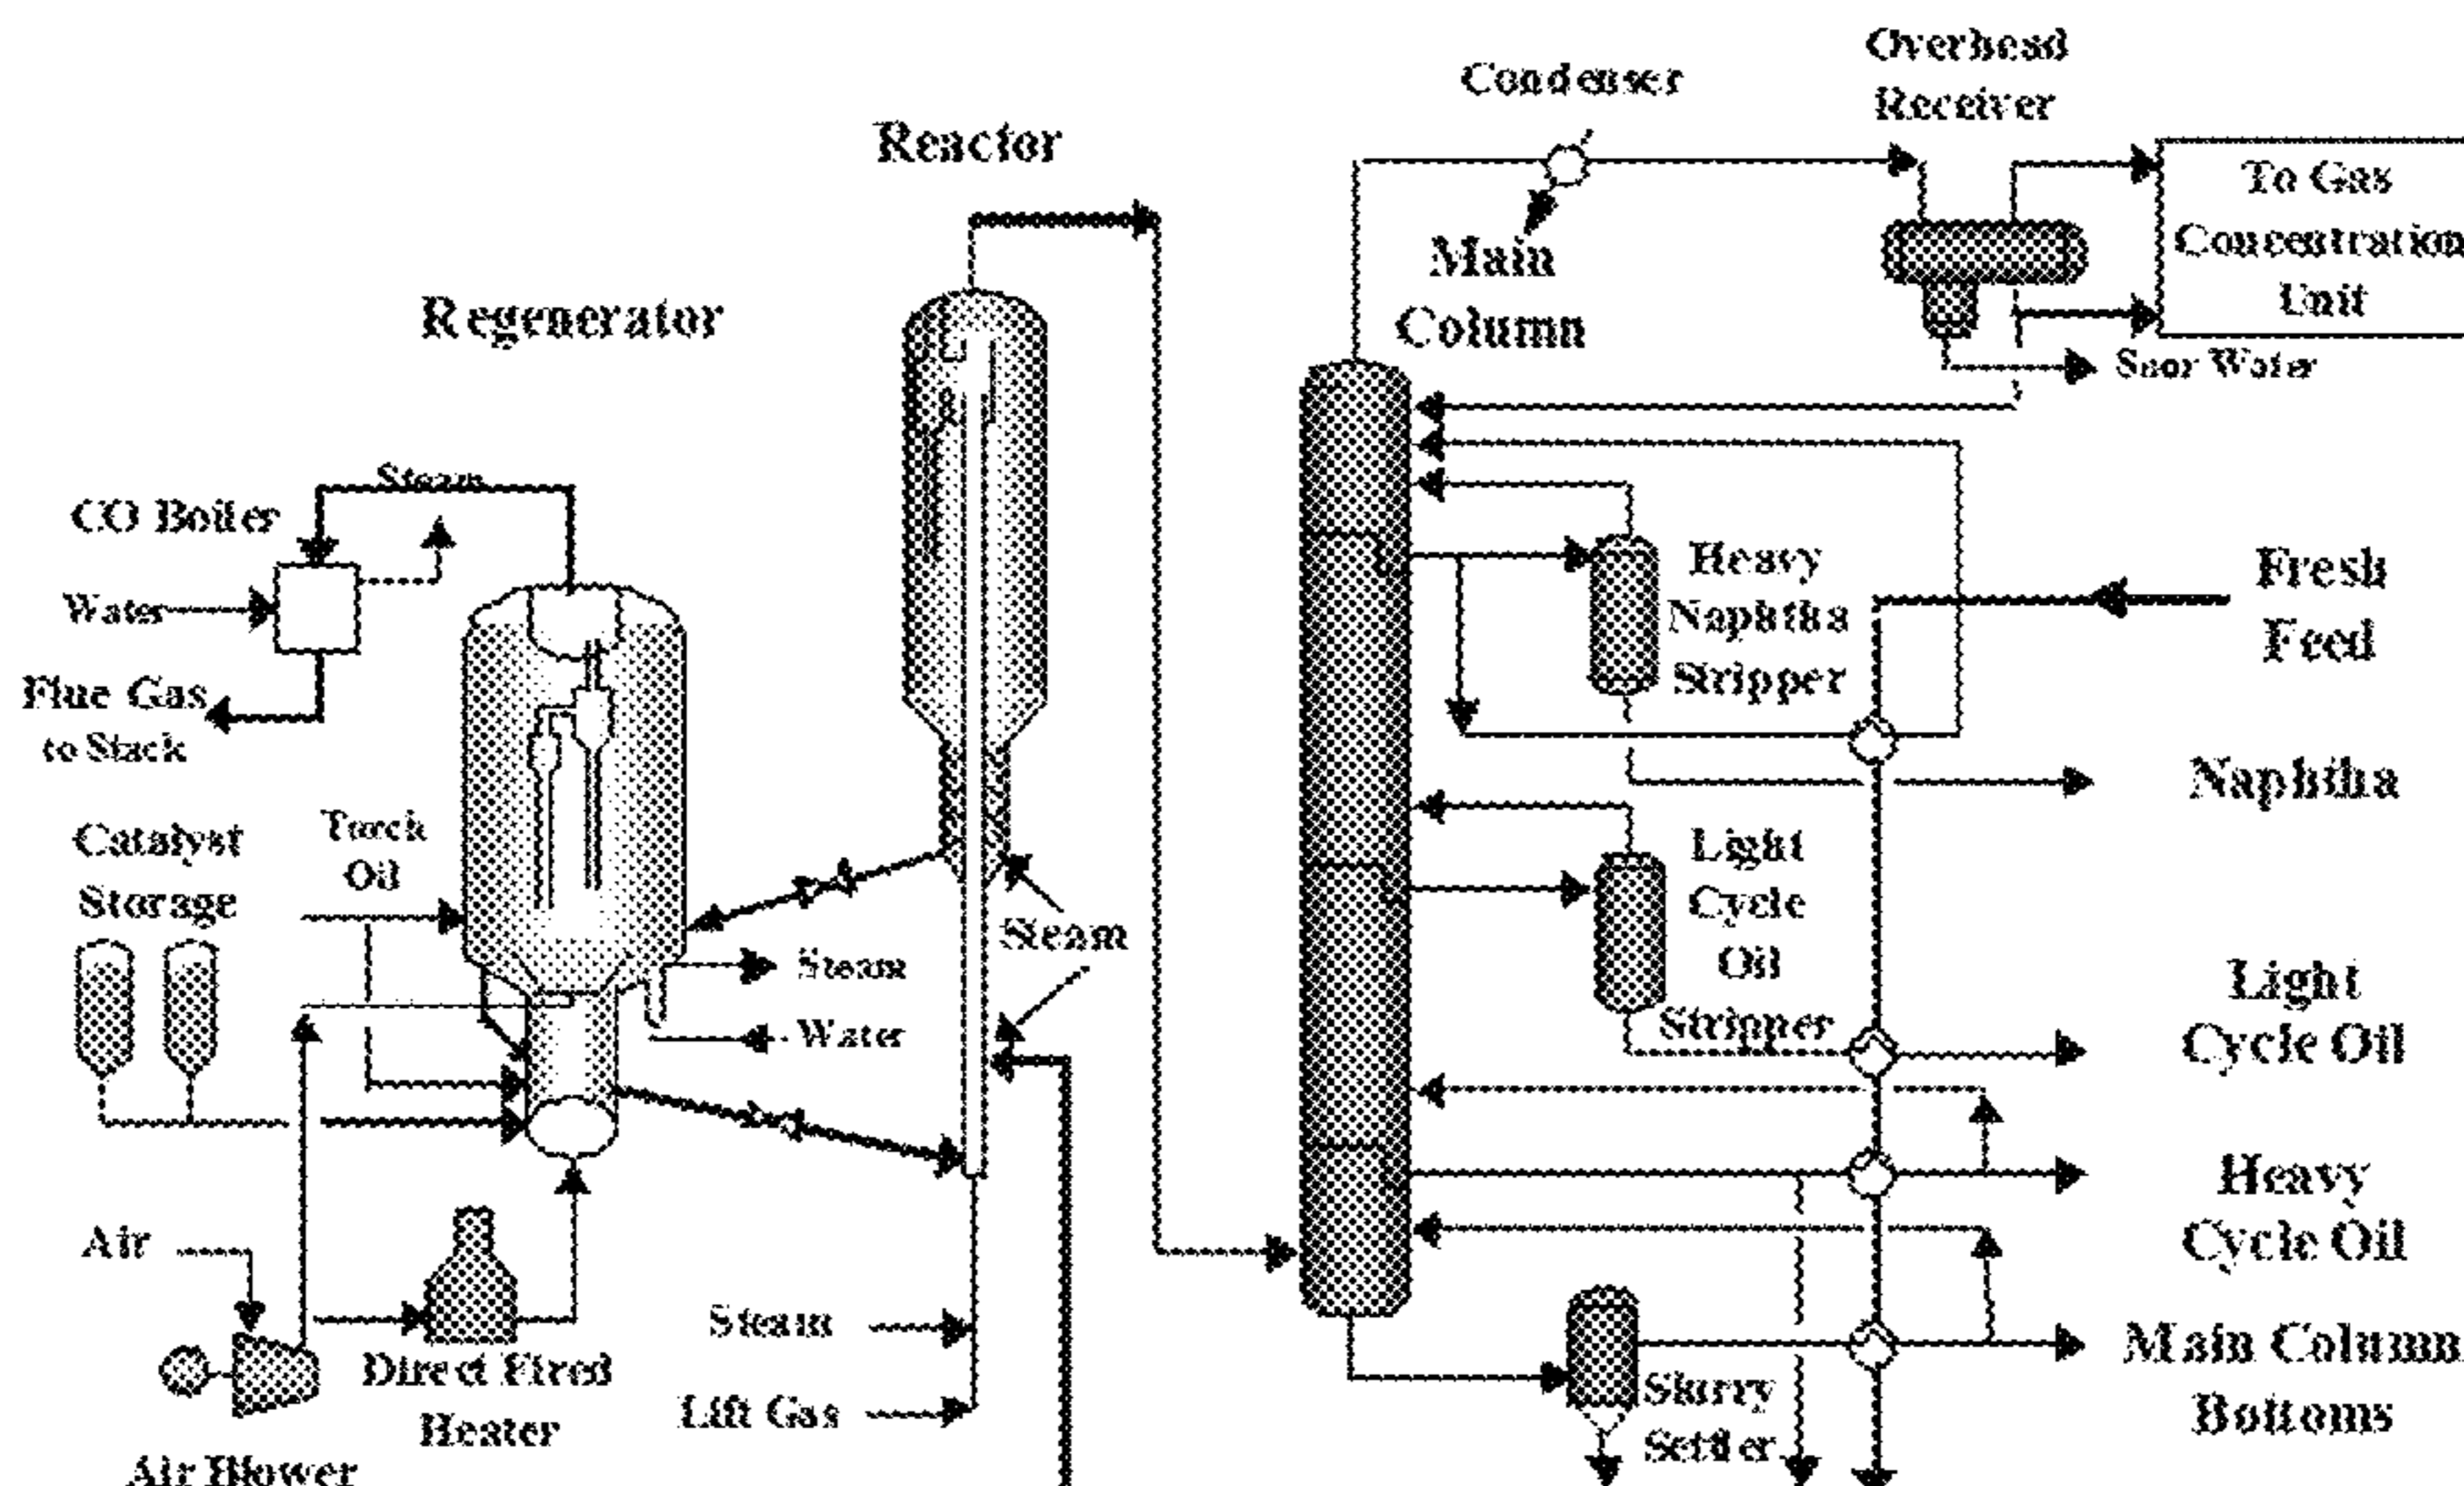 Overhead
Receiver
Condenser
Reactor
To Gas
Concentration
Unit
Main
Column
Regenerator
Sour Water
Steam
CO Boiler
Water
Flue Gas
to Stack
Heavy
Naphtha
Stripper
Fresh
Feed
Naphtha
Catalyst
Storage
Torch
Oil
Light
Cycle
Oil
Stripper
Steam
Steam
Water
Light
Cycle Oil
Heavy
Cycle Oil
Air
Steam
Direct Fired
Heater
Lift Gas
Slurry
Settler
Main Column
Bottoms
Air Blower